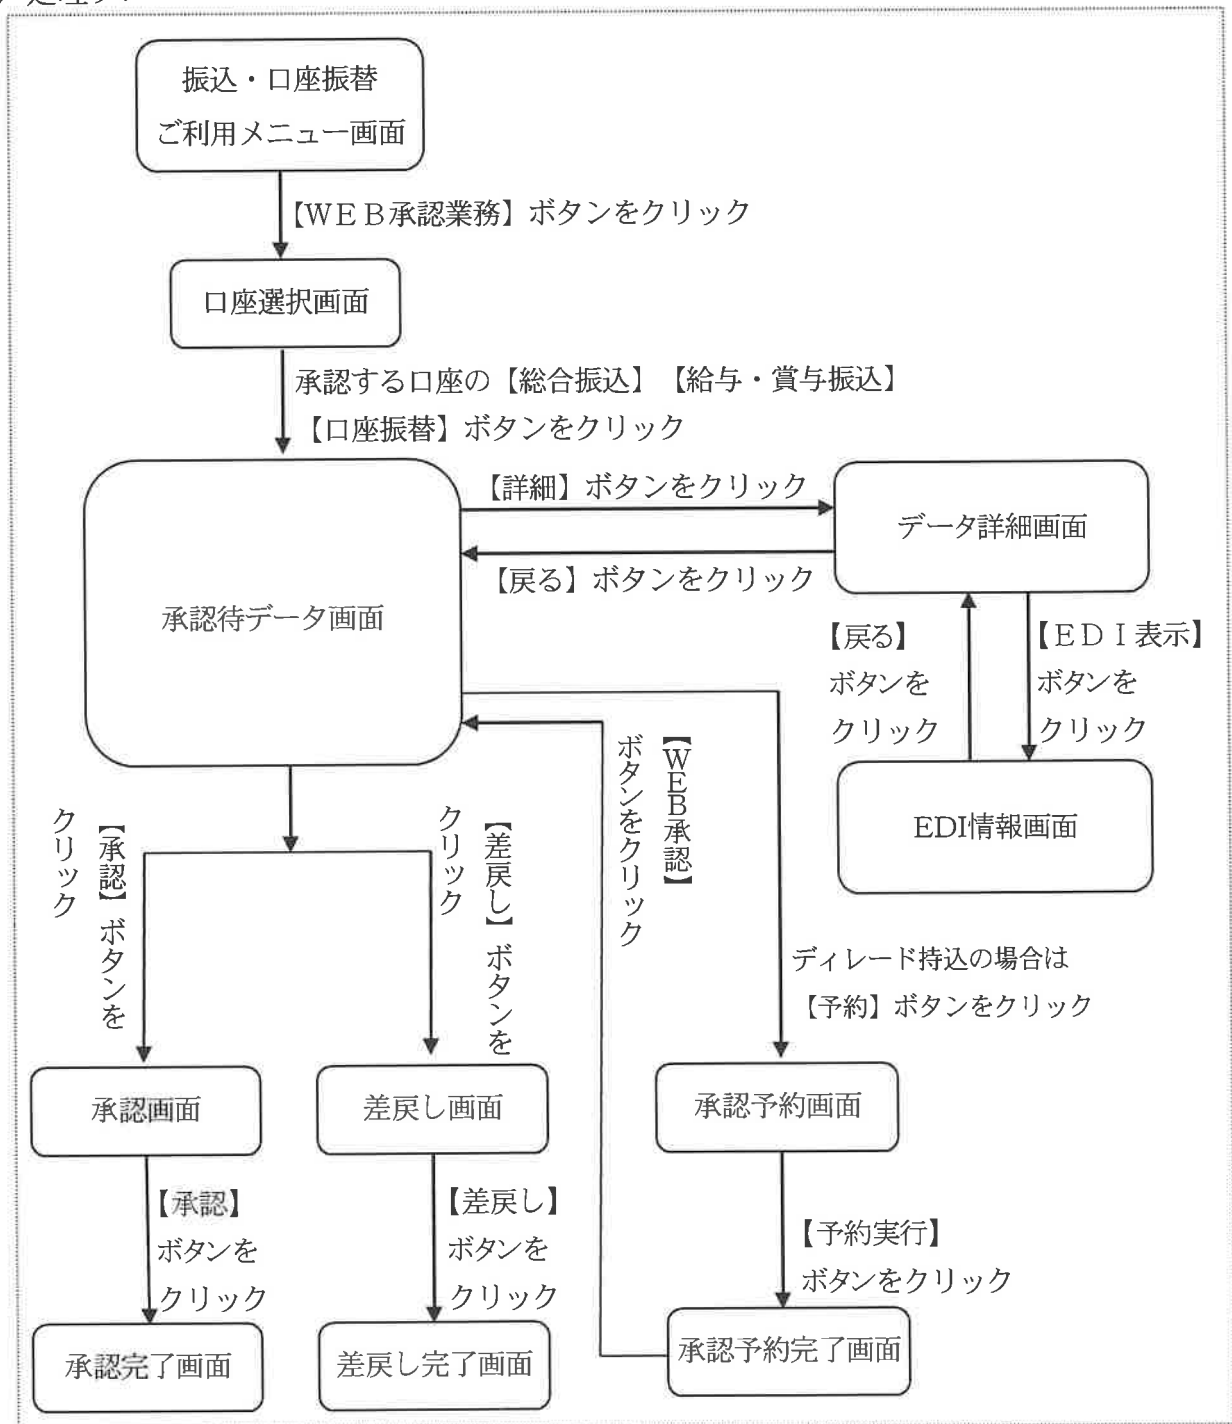 振込・口座振替
ご利用メニュー画面
【ＷＥＢ承認業務】ボタンをクリック
口座選択画面
承認する口座の【総合振込】【給与・賞与振込】
【口座振替】ボタンをクリック
承認待データ画面
【詳細】ボタンをクリック
【戻る】ボタンをクリック
データ詳細画面
【戻る】
ボタンを
クリック
【ＥＤＩ表示】
ボタンを
クリック
EDI情報画面
【承認】ボタンを
クリック
【差戻し】ボタンを
クリック
【WEB承認】
ボタンをクリック
ディレード持込の場合は
【予約】ボタンをクリック
承認画面
差戻し画面
承認予約画面
【承認】
ボタンを
クリック
【差戻し】
ボタンを
クリック
【予約実行】
ボタンをクリック
承認完了画面
差戻し完了画面
承認予約完了画面